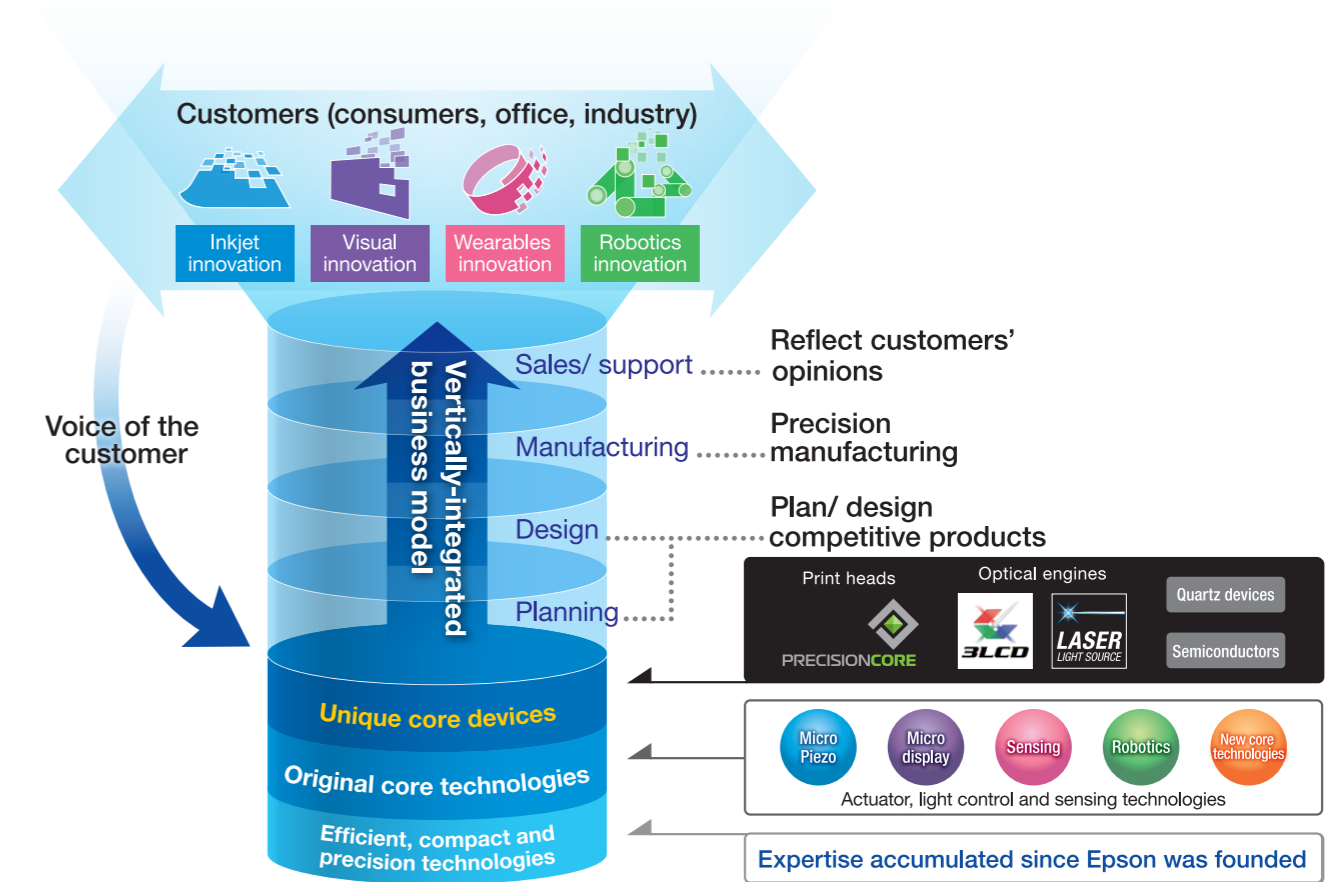 Customers (consumers, office, industry)
Inkjet
innovation
Visual
innovation
Wearables
innovation
Robotics
innovation
Voice of the
customer
Vertically-integrated
business model
Sales/ support
Reflect customers’
opinions
Manufacturing
Precision
manufacturing
Design
Plan/ design
competitive products
Planning
Print heads
PRECISIONCORE
Optical engines
3LCD
LASER
LIGHT SOURCE
Quartz devices
Semiconductors
Unique core devices
Micro
Piezo
Micro
display
Sensing
Robotics
New core
technologies
Actuator, light control and sensing technologies
Original core technologies
Efficient, compact and
precision technologies
Expertise accumulated since Epson was founded